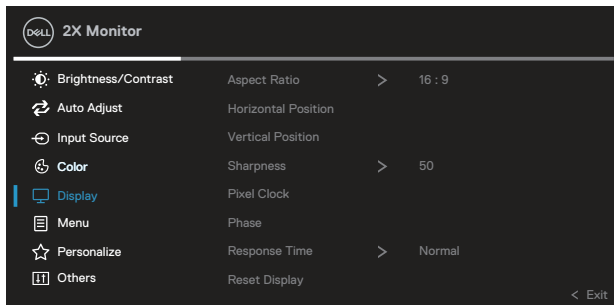 DELL 2X Monitor
Brightness/Contrast Aspect Ratio > 16 : 9
Auto Adjust Horizontal Position
Input Source Vertical Position
Color Sharpness > 50
Display Pixel Clock
Menu Phase
Personalize Response Time > Normal
Others Reset Display
< Exit